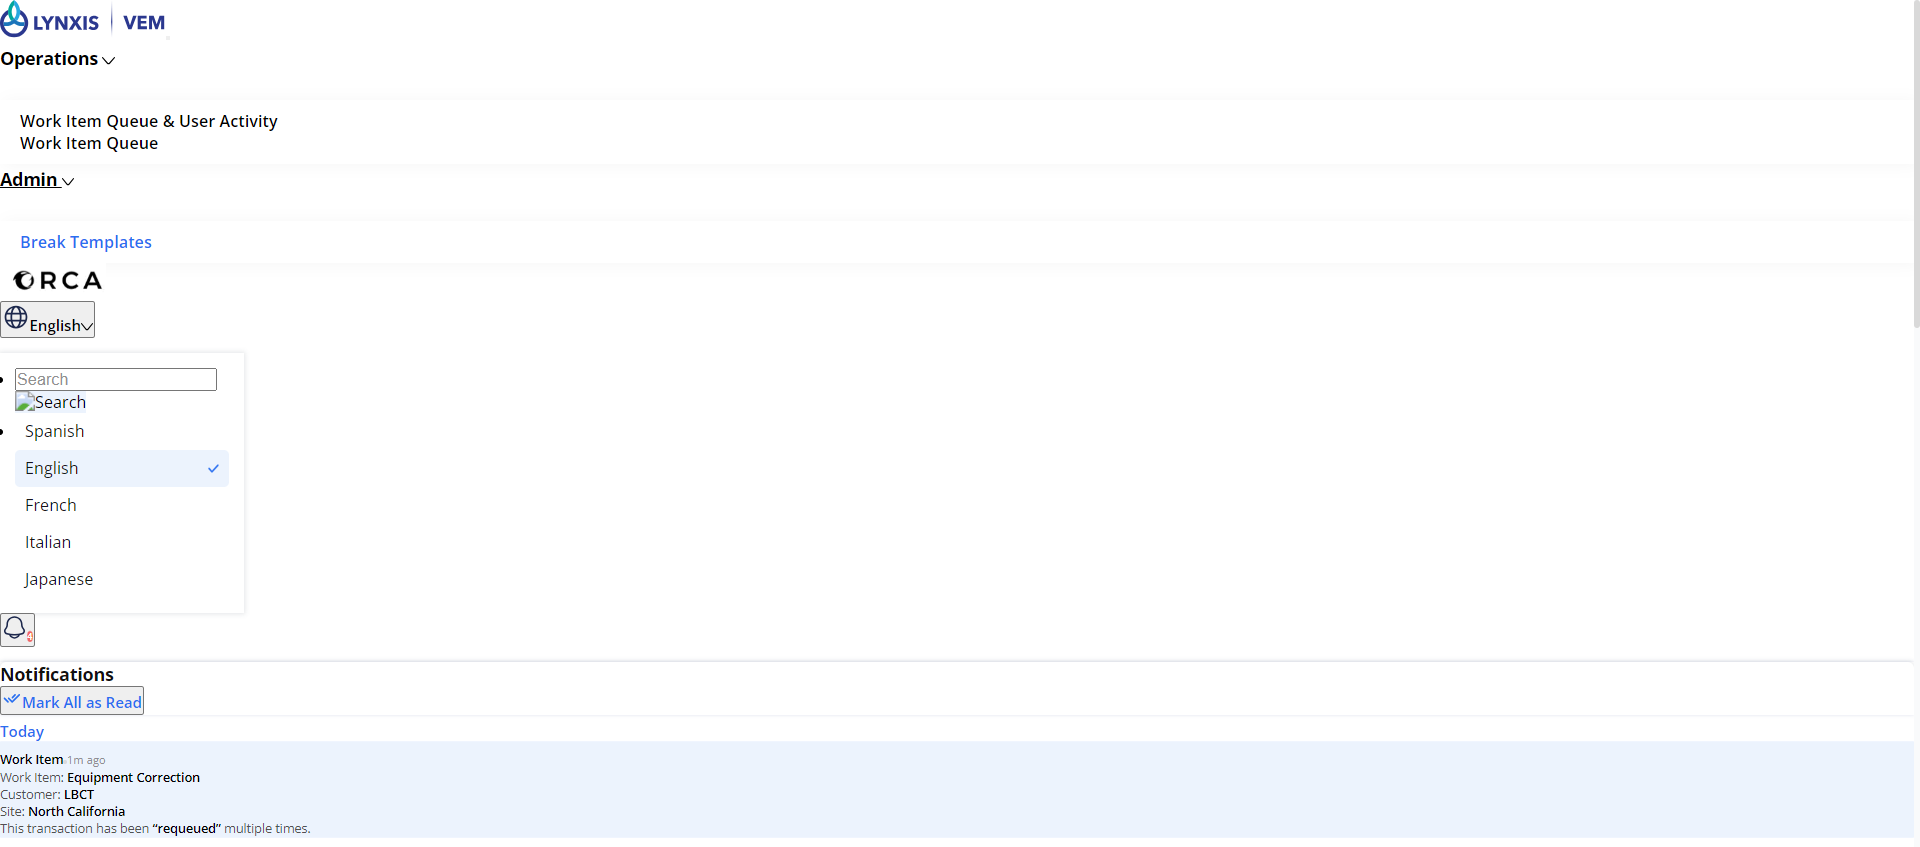 LYNXIS | VEM
Operations
Work Item Queue & User Activity
Work Item Queue
Admin
Break Templates
ORCA
English
Search
Search
Spanish
English
French
Italian
Japanese
4
Notifications
Mark All as Read
Today
Work Item 1m ago
Work Item: Equipment Correction
Customer: LBCT
Site: North California
This transaction has been “requeued” multiple times.